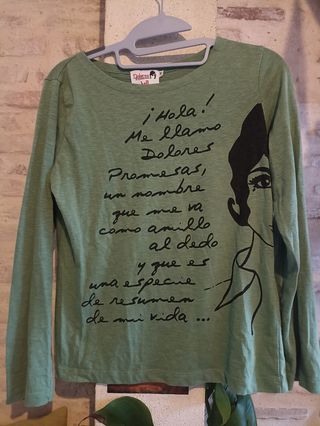 ¡Hola!
Me llamo
Dolores
Promesas,
un nombre
que me va
como anillo
al dedo
y que es
una especie
de resumen
de mi vida ...